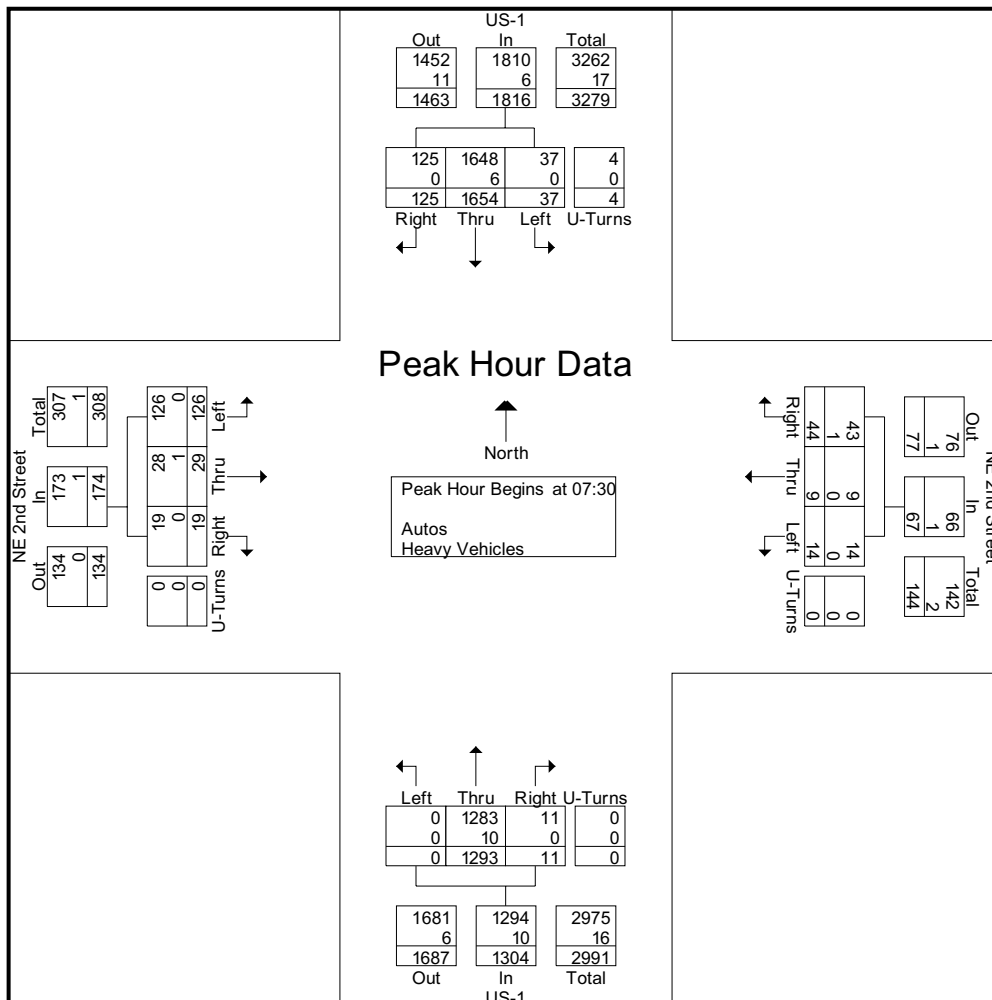 US-1
Out In Total
1452 1810 3262
11 6 17
1463 1816 3279
125 1648 37 4
0 6 0 0
125 1654 37 4
Right Thru Left U-Turns
Peak Hour Data
North
Peak Hour Begins at 07:30
Autos
Heavy Vehicles
NE 2nd Street
Out In Total
134 173 307
0 1 1
134 174 308
U-Turns Right Thru Left
0 19 28 126
0 0 1 0
0 19 29 126
NE 2nd Street
Out In Total
76 66 142
1 1 2
77 67 144
43 9 14 0
1 0 0 0
44 9 14 0
Right Thru Left U-Turns
Left Thru Right U-Turns
0 1283 11 0
0 10 0 0
0 1293 11 0
1681 1294 2975
6 10 16
1687 1304 2991
Out In Total
US-1